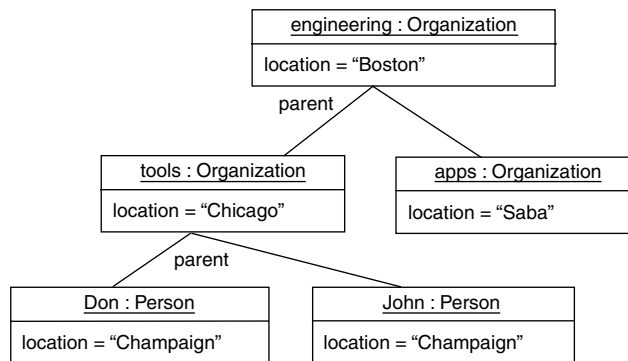 engineering : Organization
location = “Boston”
parent
tools : Organization
location = “Chicago”
apps : Organization
location = “Saba”
parent
Don : Person
location = “Champaign”
John : Person
location = “Champaign”